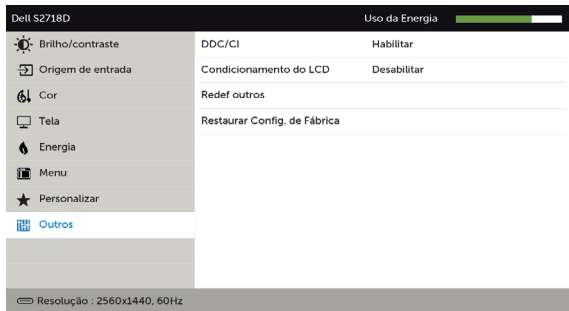 Dell S2718D Uso da Energia
Brilho/contraste
Origem de entrada
Cor
Tela
Energia
Menu
Personalizar
Outros
DDC/CI Habilitar
Condicionamento do LCD Desabilitar
Redef outros
Restaurar Config. de Fábrica
Resolução : 2560x1440, 60Hz